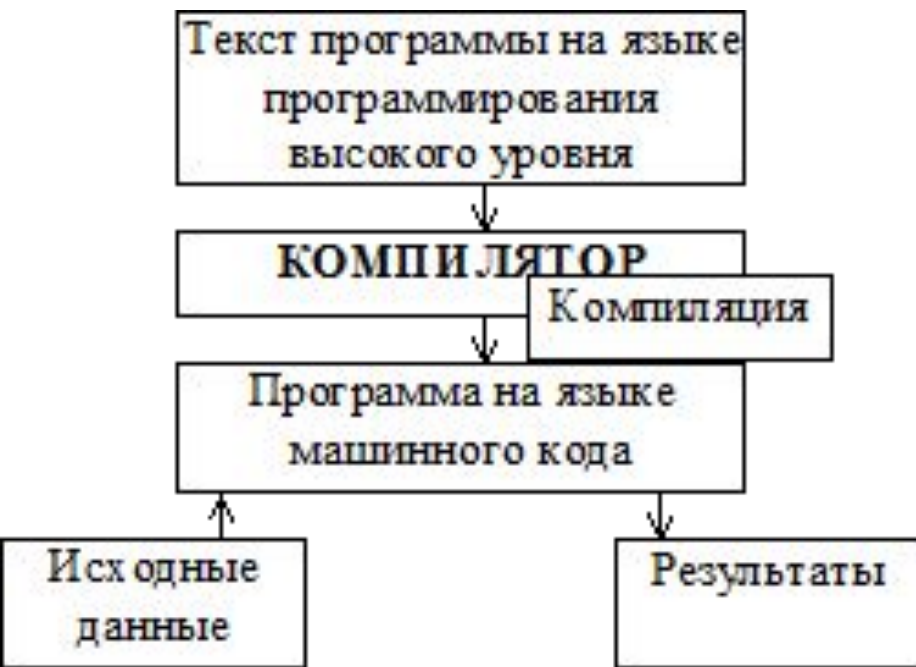 Текст программы на языке
программирования
высокого уровня
КОМПИЛЯТОР
Компиляция
Программа на языке
машинного кода
Исходные
данные
Результаты